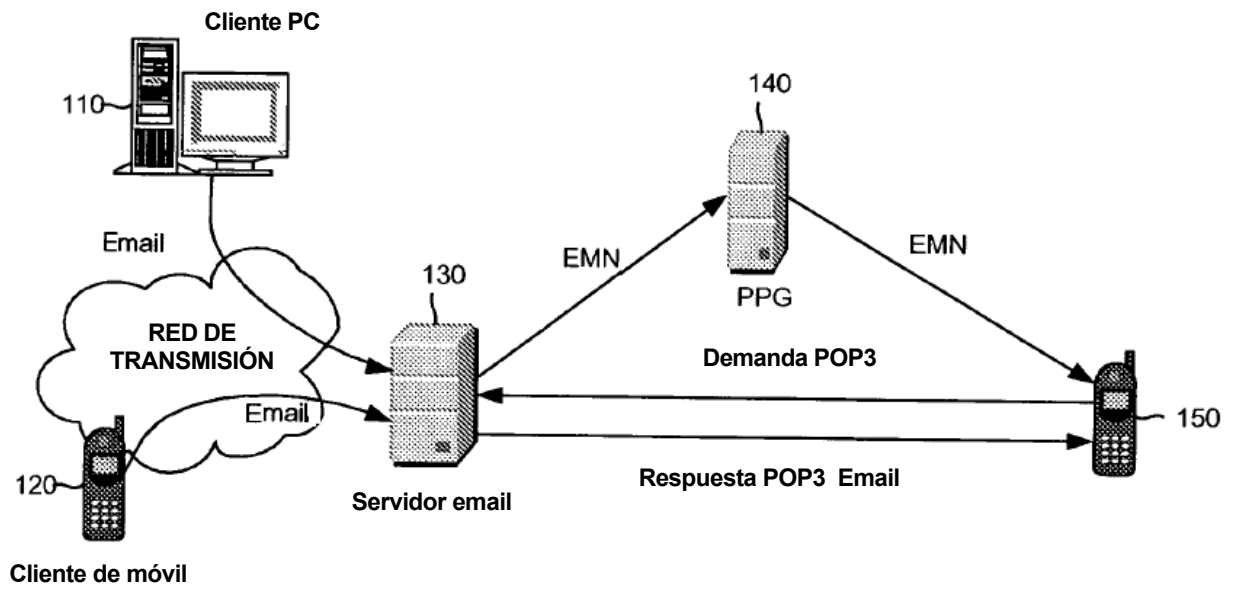 Cliente PC
110
140
Email
EMN
EMN
130
PPG
RED DE
TRANSMISIÓN
Demanda POP3
Email
150
120
Respuesta POP3 Email
Servidor email
Cliente de móvil